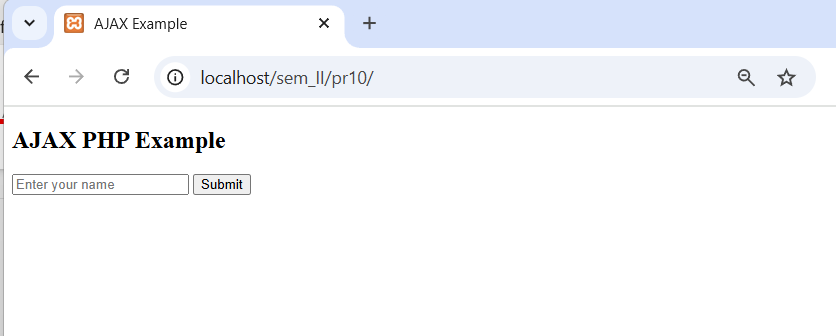 AJAX Example
localhost/sem_II/pr10/
AJAX PHP Example
Enter your name Submit